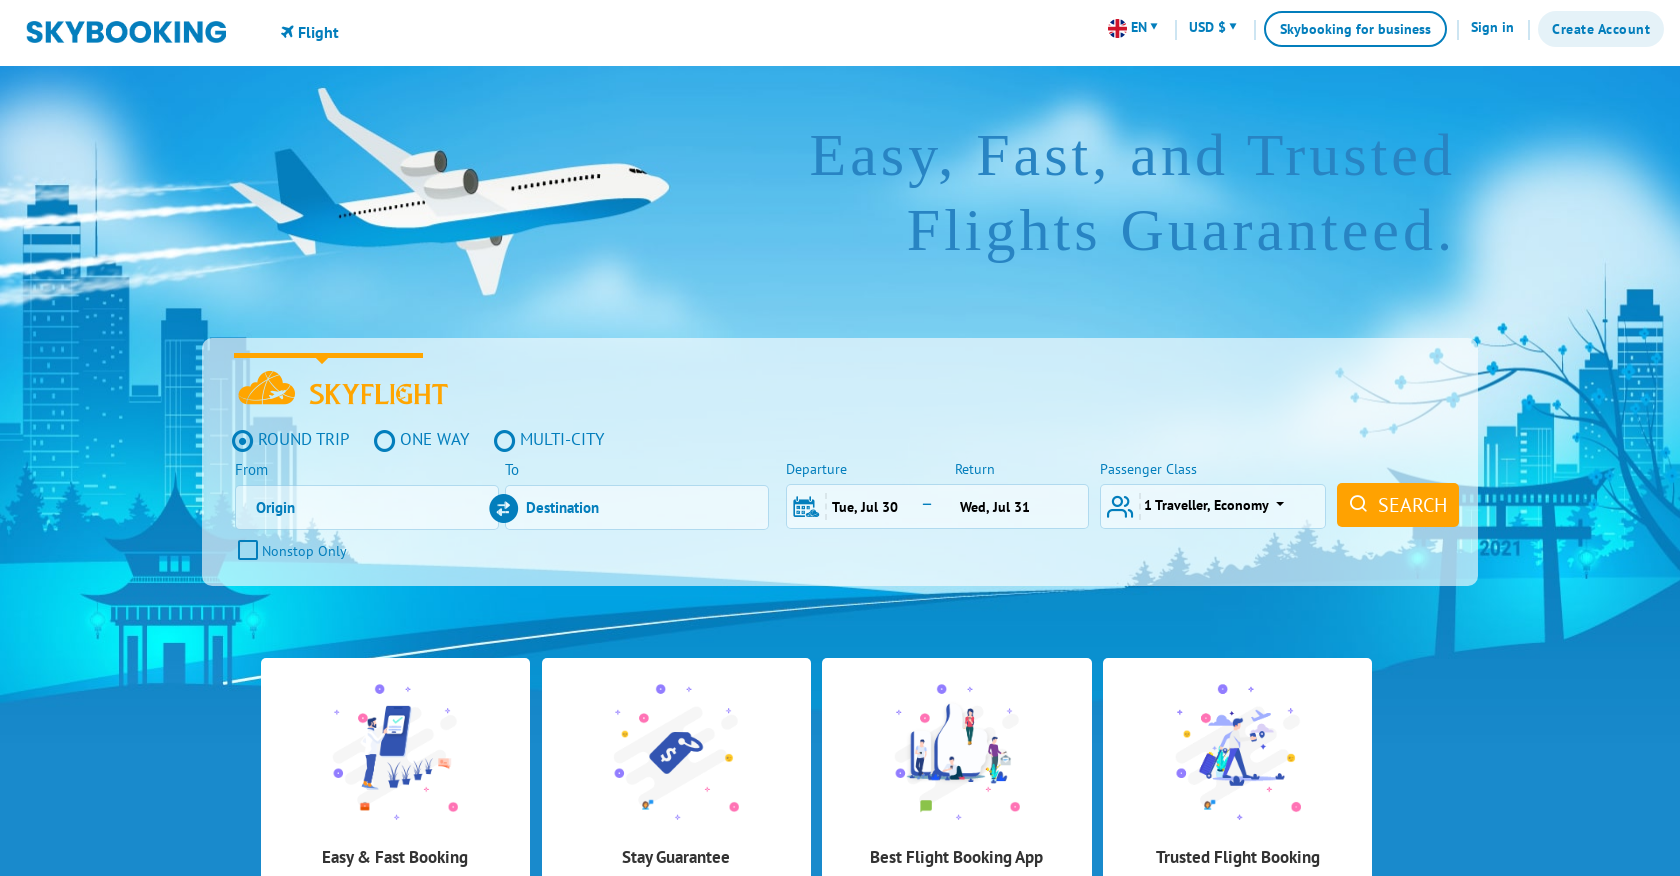 SKYBOOKING
Flight
EN
USD $
Skybooking for business
Sign in
Create Account
Easy, Fast, and Trusted
Flights Guaranteed.
SKYFLIGHT
ROUND TRIP
ONE WAY
MULTI-CITY
From
To
Departure
Return
Passenger Class
Origin
Destination
Tue, Jul 30
–
Wed, Jul 31
1 Traveller, Economy
SEARCH
Nonstop Only
2021
Easy & Fast Booking
Stay Guarantee
Best Flight Booking App
Trusted Flight Booking